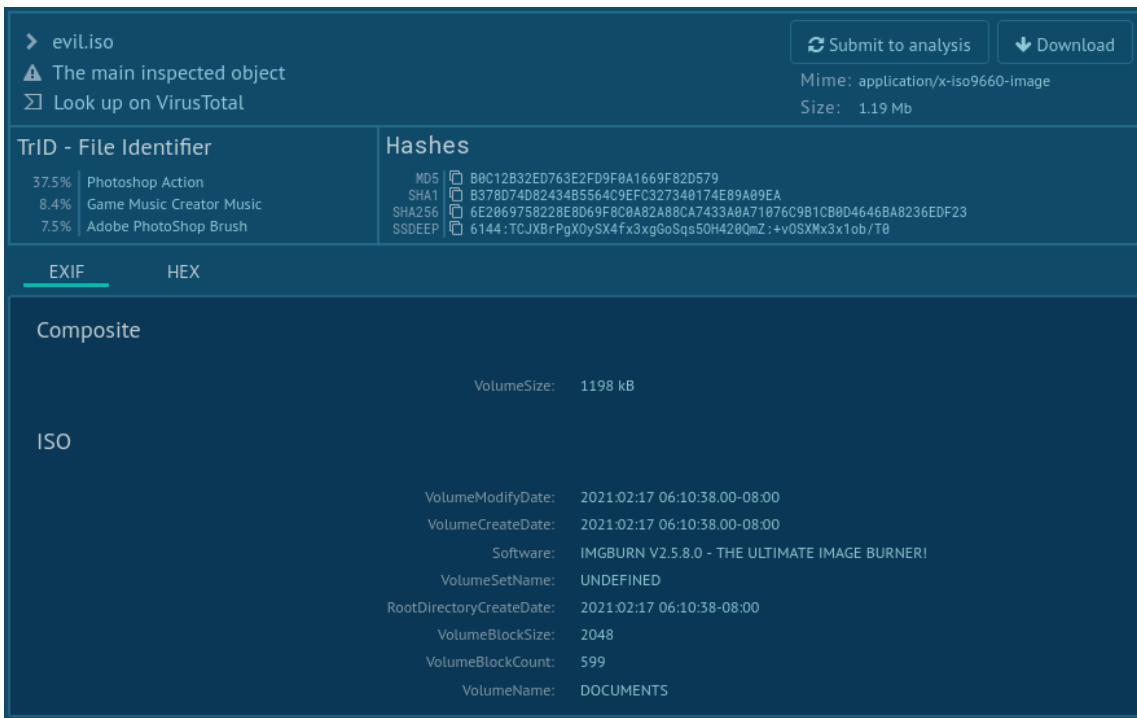 evil.iso
Submit to analysis
Download
The main inspected object
Mime: application/x-iso9660-image
Look up on VirusTotal
Size: 1.19 Mb
TrID - File Identifier
37.5% Photoshop Action
8.4% Game Music Creator Music
7.5% Adobe PhotoShop Brush
Hashes
MD5 B0C12B32ED763E2FD9F0A1669F82D579
SHA1 B378D74D82434B5564C9EFC327340174E89A09EA
SHA256 6E2069758228E8D69F8C0A82A88CA7433A0A71076C9B1CB0D4646BA8236EDF23
SSDEEP 6144:TCJXBrPgXOySX4fx3xgGoSqs5OH420QmZ:+vOSXMx3x1ob/T0
EXIF
HEX
Composite
VolumeSize: 1198 kB
ISO
VolumeModifyDate: 2021:02:17 06:10:38.00-08:00
VolumeCreateDate: 2021:02:17 06:10:38.00-08:00
Software: IMGBURN V2.5.8.0 - THE ULTIMATE IMAGE BURNER!
VolumeSetName: UNDEFINED
RootDirectoryCreateDate: 2021:02:17 06:10:38-08:00
VolumeBlockSize: 2048
VolumeBlockCount: 599
VolumeName: DOCUMENTS